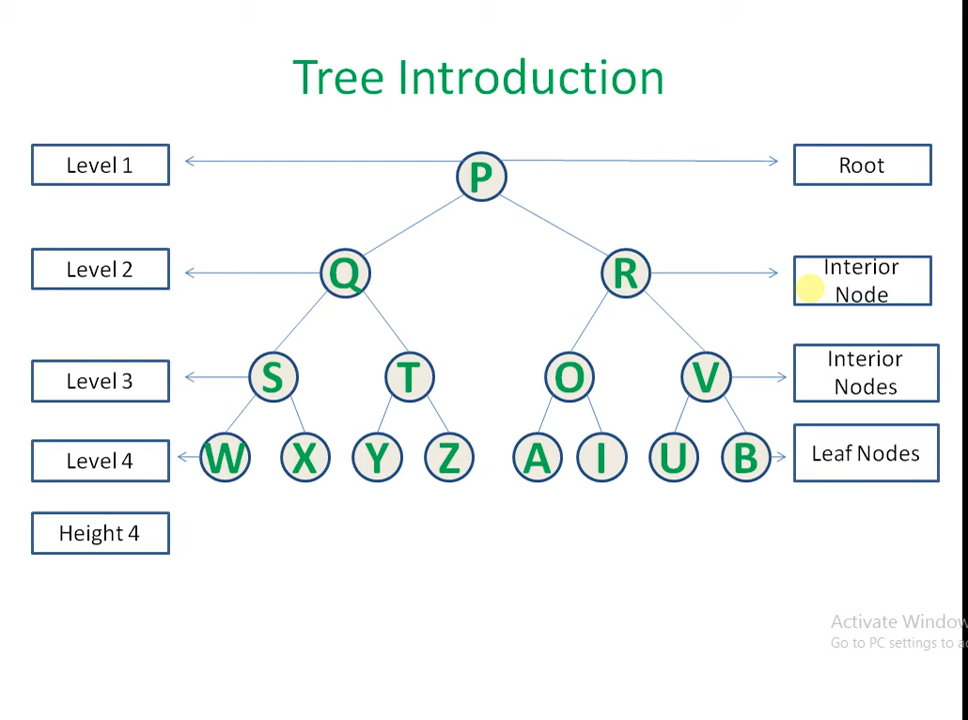 Tree Introduction
Level 1
P
Root
Level 2
Q
R
Interior
Node
Level 3
S
T
O
V
Interior
Nodes
Level 4
W
X
Y
Z
A
I
U
B
Leaf Nodes
Height 4
Activate Window
Go to PC settings to a